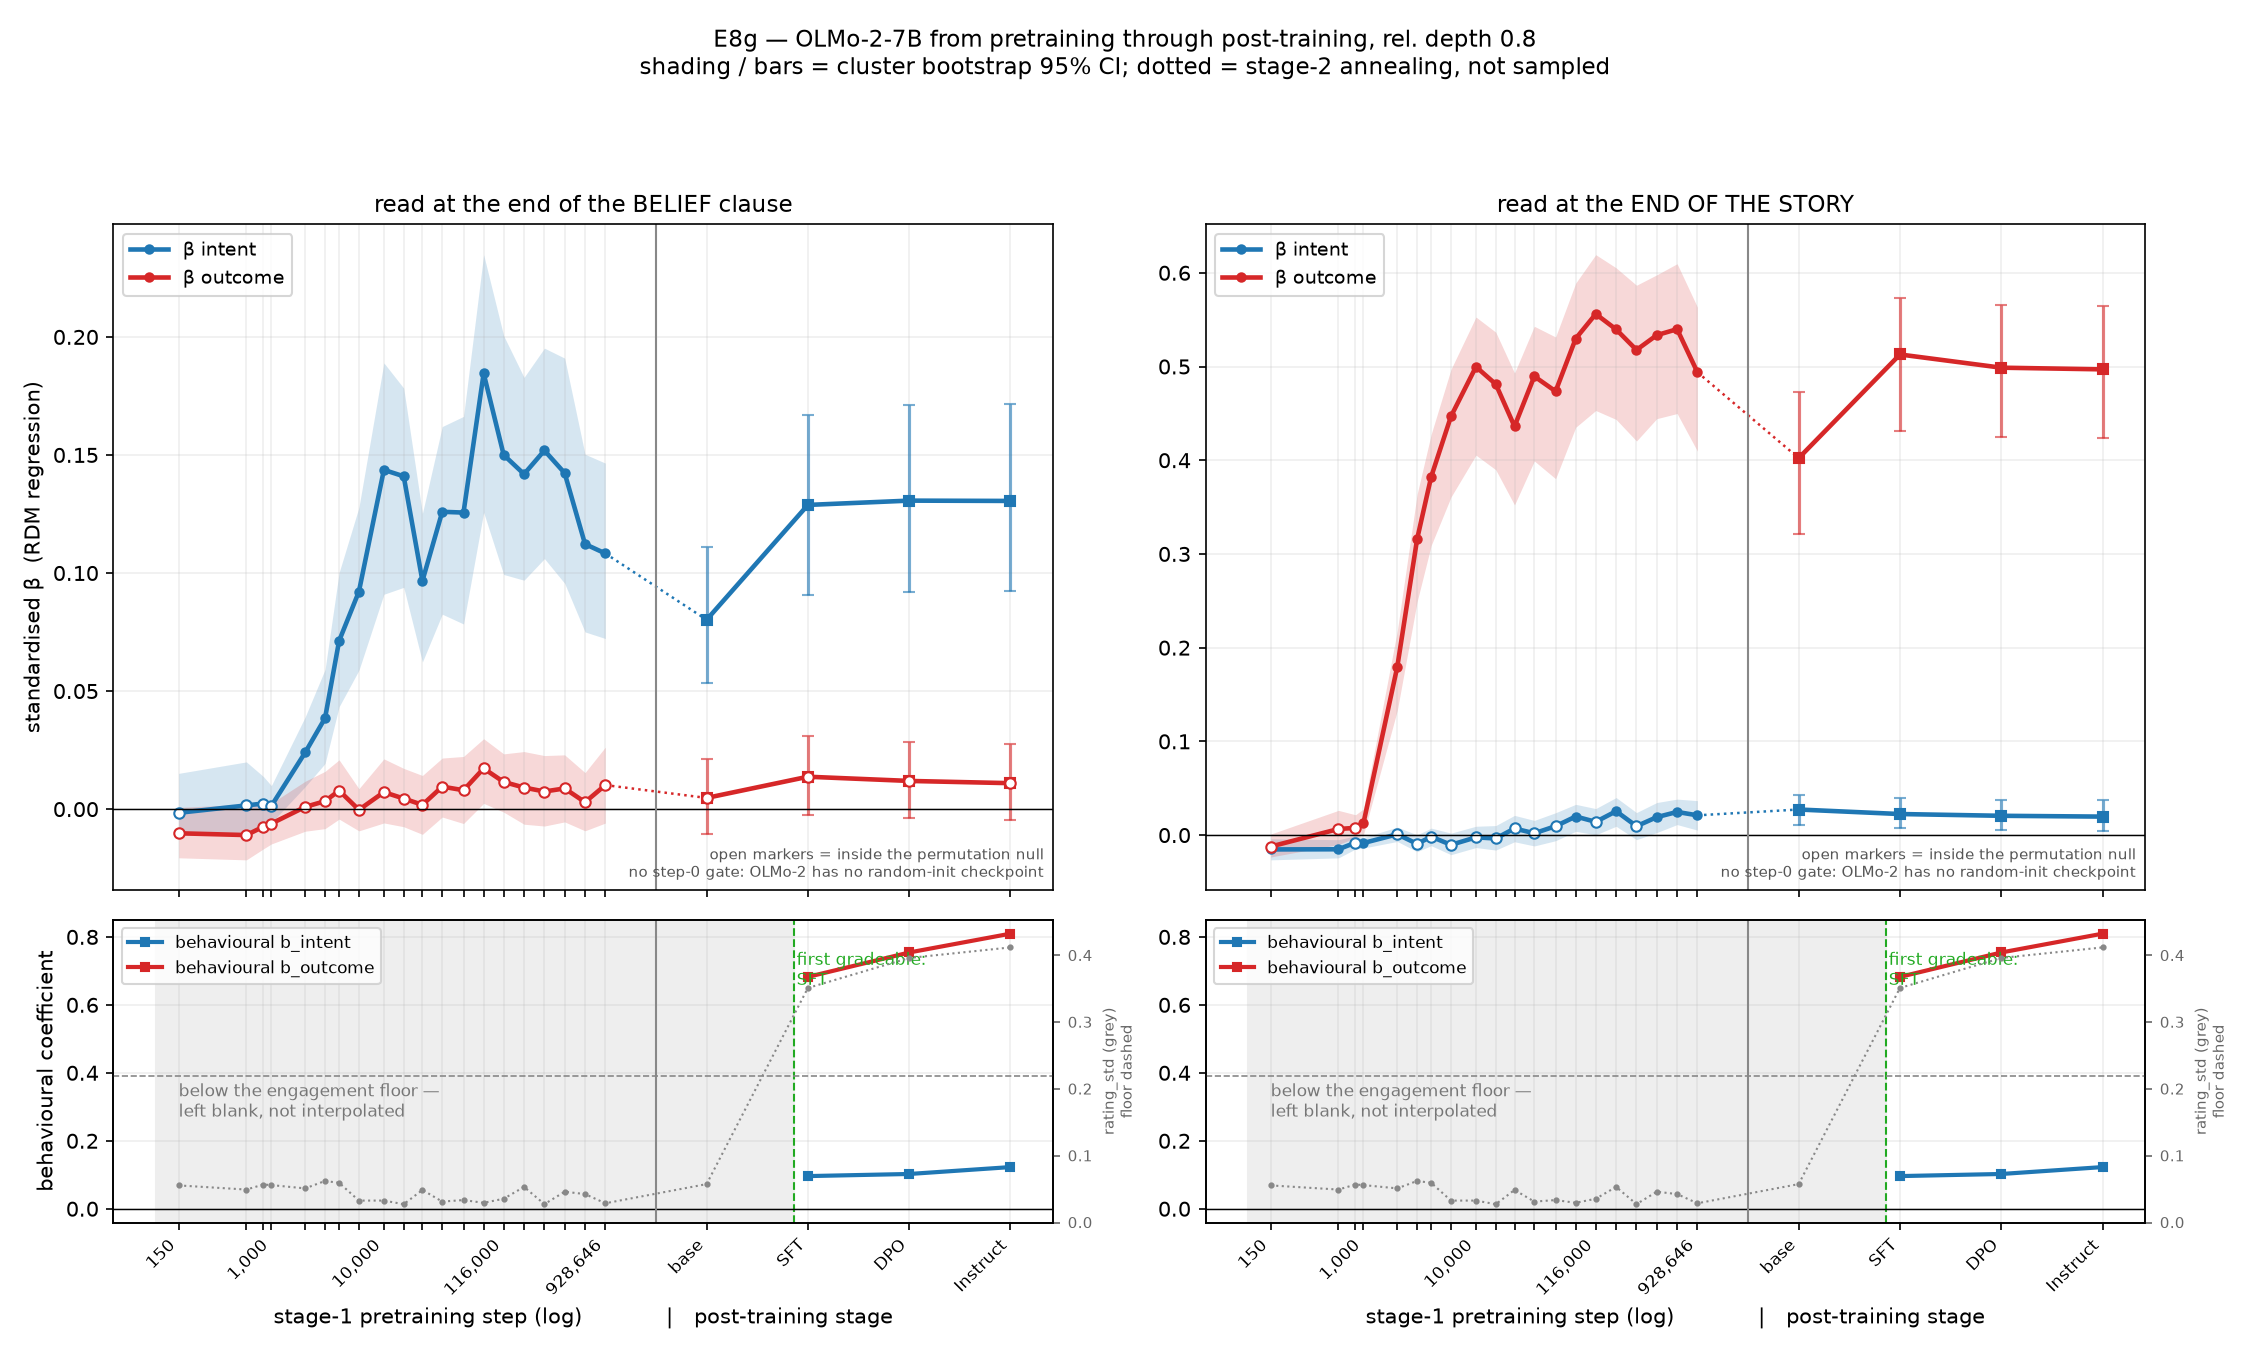 E8g — OLMo-2-7B from pretraining through post-training, rel. depth 0.8
shading / bars = cluster bootstrap 95% CI; dotted = stage-2 annealing, not sampled
read at the end of the BELIEF clause
β intent
β outcome
0.20
0.15
0.10
0.05
0.00
standardised β (RDM regression)
open markers = inside the permutation null
no step-0 gate: OLMo-2 has no random-init checkpoint
read at the END OF THE STORY
β intent
β outcome
0.6
0.5
0.4
0.3
0.2
0.1
0.0
open markers = inside the permutation null
no step-0 gate: OLMo-2 has no random-init checkpoint
behavioural b_intent
behavioural b_outcome
0.8
0.6
0.4
0.2
0.0
behavioural coefficient
first gradeable:
SFT
below the engagement floor —
left blank, not interpolated
0.4
0.3
0.2
0.1
0.0
rating_std (grey)
floor dashed
150
1,000
10,000
116,000
928,646
base
SFT
DPO
Instruct
stage-1 pretraining step (log) | post-training stage
behavioural b_intent
behavioural b_outcome
0.8
0.6
0.4
0.2
0.0
first gradeable:
SFT
below the engagement floor —
left blank, not interpolated
0.4
0.3
0.2
0.1
0.0
rating_std (grey)
floor dashed
150
1,000
10,000
116,000
928,646
base
SFT
DPO
Instruct
stage-1 pretraining step (log) | post-training stage